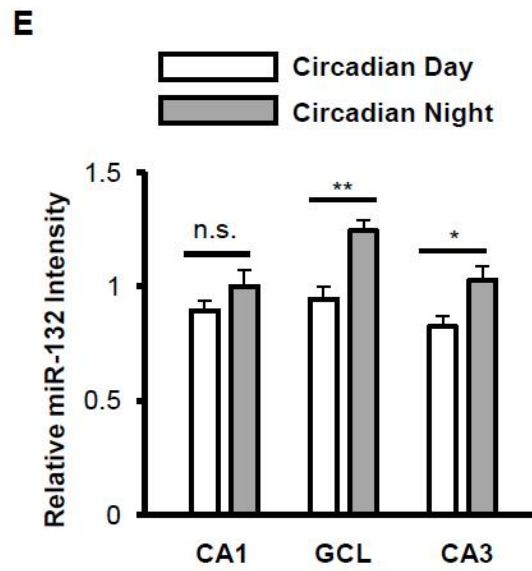 E
Circadian Day
Circadian Night
Relative miR-132 Intensity
1.5
1
0.5
0
n.s.
**
*
CA1 GCL CA3